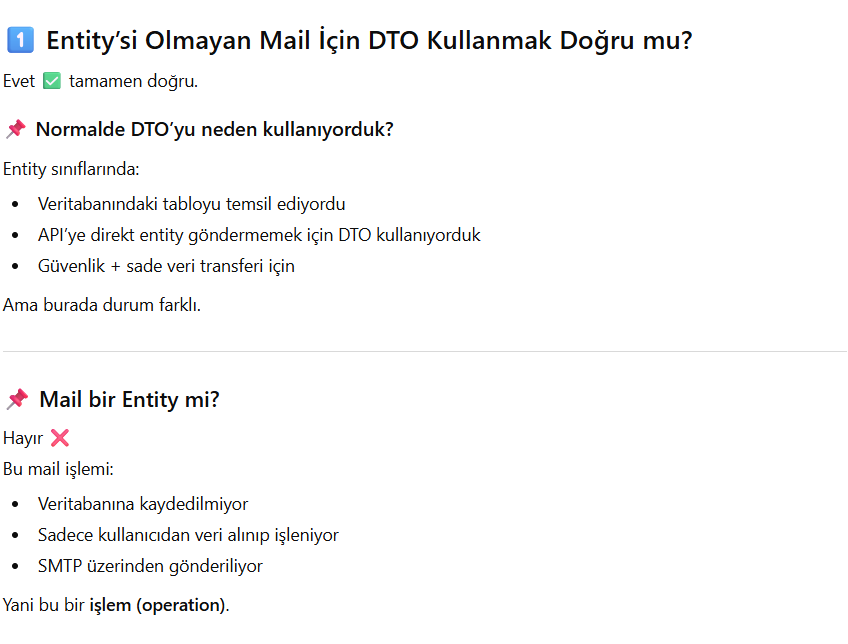 1️⃣ Entity’si Olmayan Mail İçin DTO Kullanmak Doğru mu?
Evet ✅ tamamen doğru.
📌 Normalde DTO’yu neden kullanıyorduk?
Entity sınıflarında:
• Veritabanındaki tabloyu temsil ediyordu
• API’ye direkt entity göndermemek için DTO kullanıyorduk
• Güvenlik + sade veri transferi için
Ama burada durum farklı.
📌 Mail bir Entity mi?
Hayır ❌
Bu mail işlemi:
• Veritabanına kaydedilmiyor
• Sadece kullanıcıdan veri alınıp işleniyor
• SMTP üzerinden gönderiliyor
Yani bu bir işlem (operation).